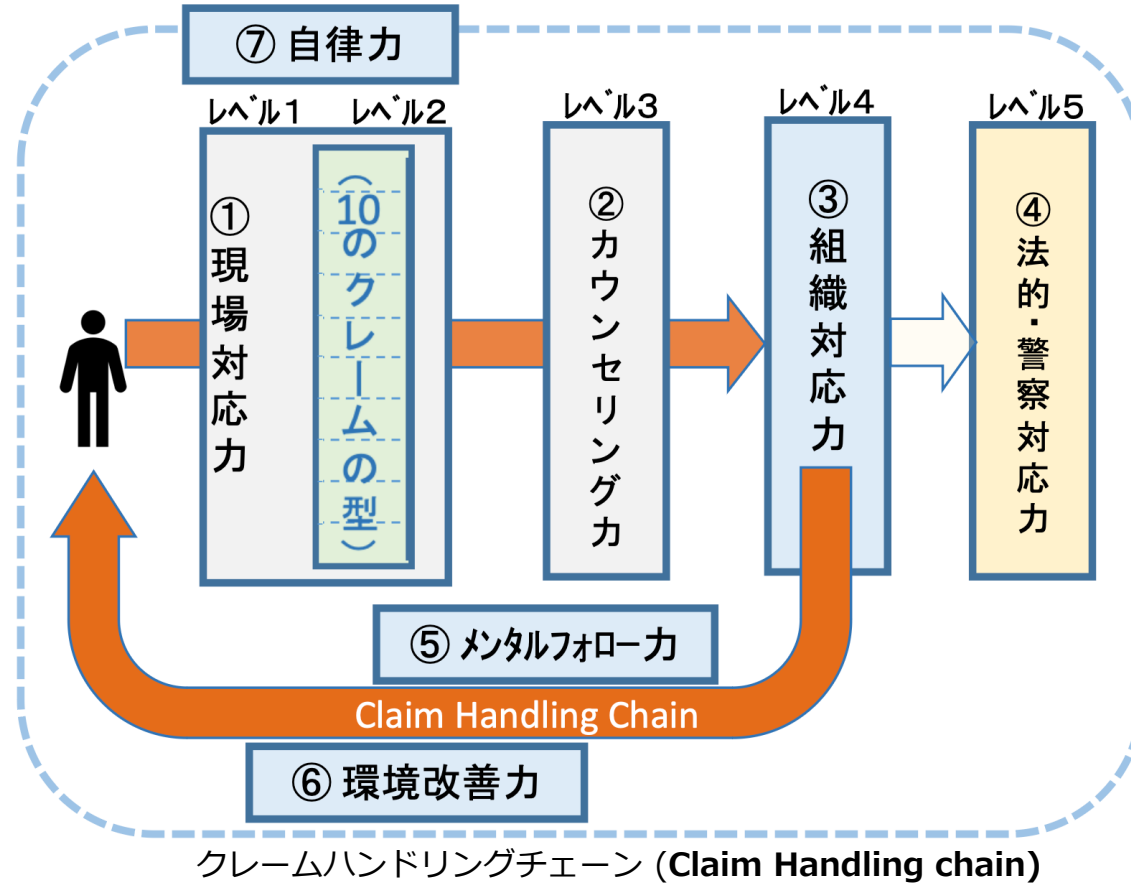 ⑦ 自律力
レベル1
レベル2
レベル3
レベル4
レベル5
①現場対応力
（10のクレームの型）
②カウンセリング力
③組織対応力
④法的・警察対応力
⑤ メンタルフォロー力
Claim Handling Chain
⑥ 環境改善力
クレームハンドリングチェーン (Claim Handling chain)